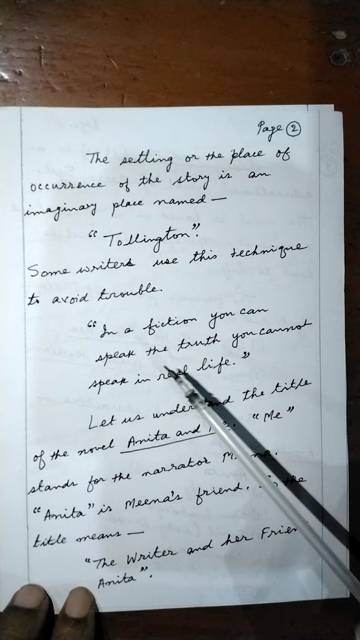 Page 2
The setting or the place of
occurrence of the story is an
imaginary place named —
"Tollington".
Some writers use this technique
to avoid trouble.
"In a fiction you can
speak the truth you cannot
speak in real life."
Let us understand the title
of the novel Anita and "Me"
stands for the narrator Meena.
"Anita" is Meena's friend. the
title means —
"The Writer and her Frien
Anita".